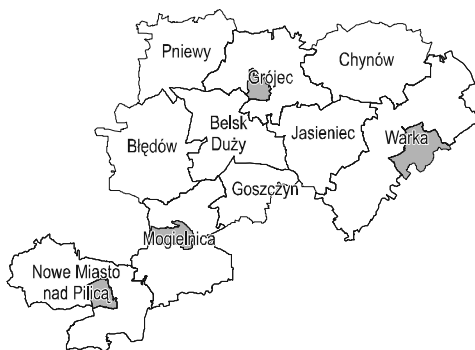 Pniewy
Grójec
Chynów
Błędów
Belsk
Duży
Jasieniec
Warka
Goszczyn
Mogielnica
Nowe Miasto
nad Pilicą